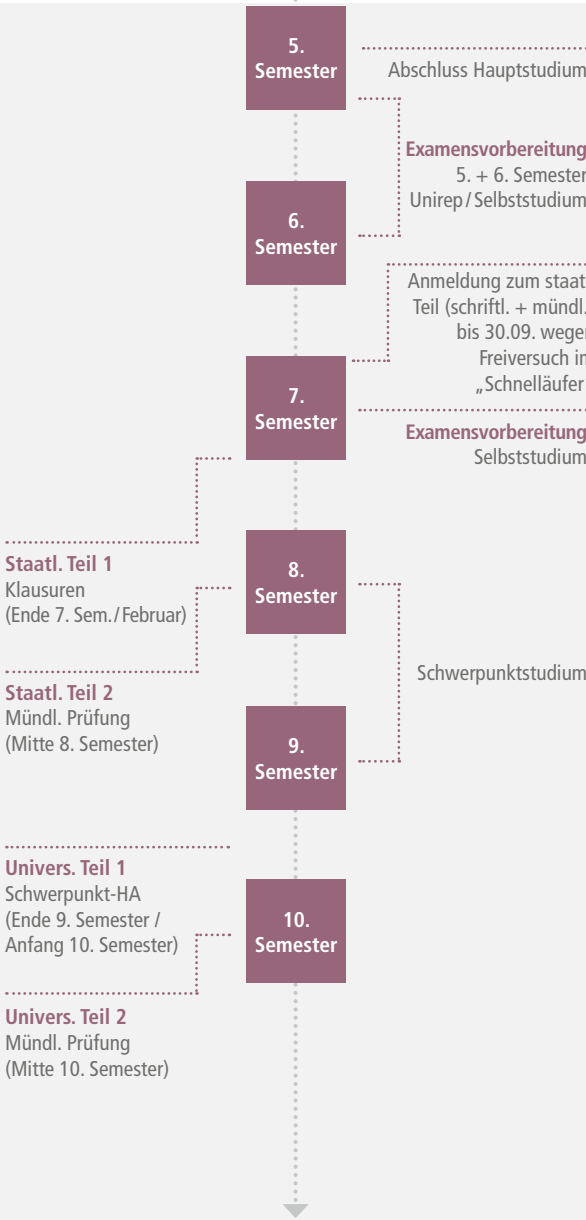 5.
Semester
Abschluss Hauptstudium
Examensvorbereitung
5. + 6. Semester
Unirep / Selbststudium
6.
Semester
Anmeldung zum staat
Teil (schriftl. + mündl.
bis 30.09.
Freiversuch
„Schnelläufer
7.
Semester
Examensvorbereitung
Selbststudium
Staatl. Teil 1
Klausuren
(Ende 7. Sem./Februar)
8.
Semester
Staatl. Teil 2
Mündl. Prüfung
(Mitte 8. Semester)
Schwerpunktstudium
9.
Semester
Univers. Teil 1
Schwerpunkt-HA
(Ende 9. Semester /
Anfang 10. Semester)
10.
Semester
Univers. Teil 2
Mündl. Prüfung
(Mitte 10. Semester)